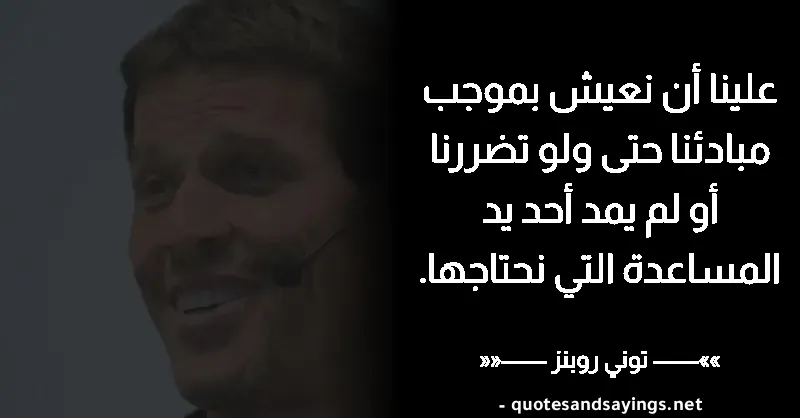 علينا أن نعيش بموجب
مبادئنا حتى ولو تضررنا
أو لم يمد أحد يد
المساعدة التي نحتاجها.
»»—— توني روبنز ——««
- quotesandsayings.net